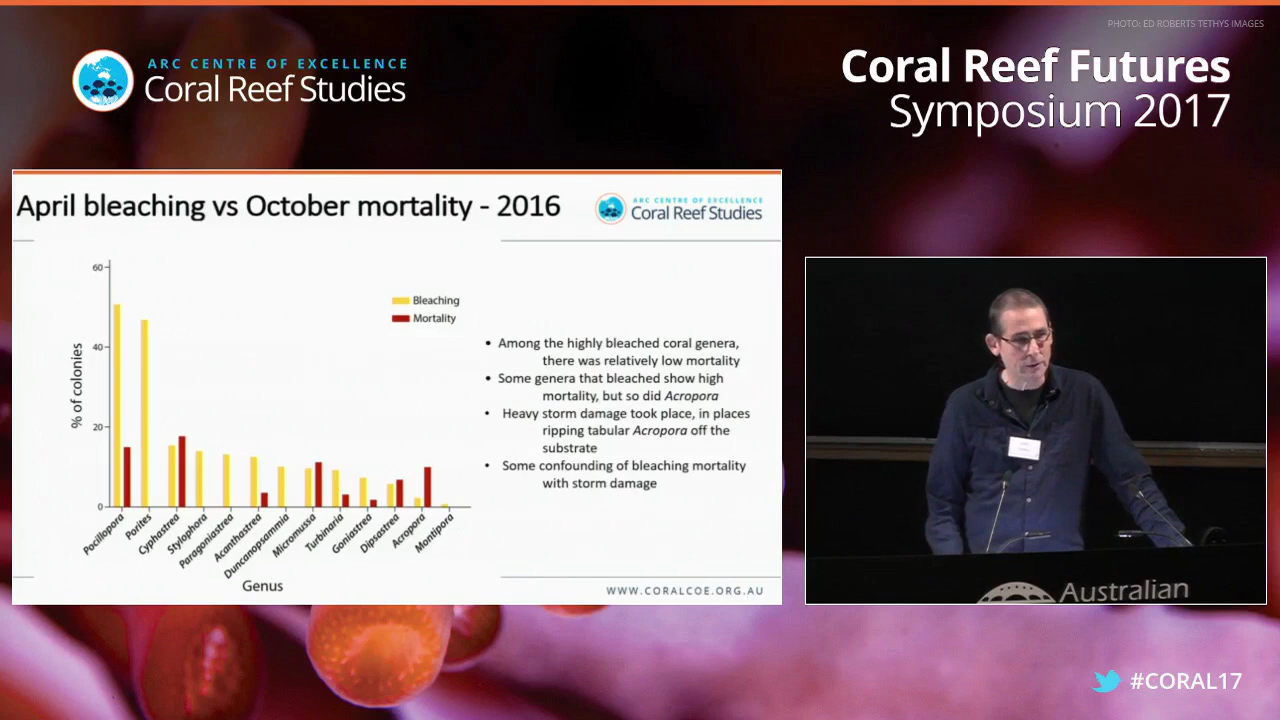 PHOTO: ED ROBERTS TETHYS IMAGES
ARC CENTRE OF EXCELLENCE
Coral Reef Studies
Coral Reef Futures
Symposium 2017
April bleaching vs October mortality - 2016
ARC CENTRE OF EXCELLENCE
Coral Reef Studies
60
40
20
0
% of colonies
Bleaching
Mortality
Pocillopora
Porites
Cyphastrea
Stylophora
Paragoniastrea
Acanthastrea
Duncanopsammia
Micromussa
Turbinaria
Goniastrea
Dipsastrea
Acropora
Montipora
Genus
• Among the highly bleached coral genera,
there was relatively low mortality
• Some genera that bleached show high
mortality, but so did Acropora
• Heavy storm damage took place, in places
ripping tabular Acropora off the
substrate
• Some confounding of bleaching mortality
with storm damage
WWW.CORALCOE.ORG.AU
Australian
#CORAL17